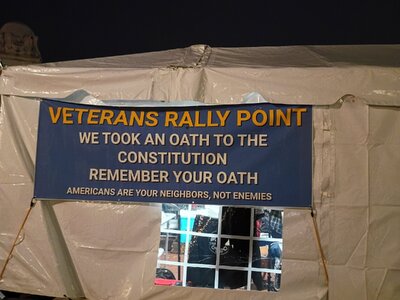 VETERANS RALLY POINT
WE TOOK AN OATH TO THE
CONSTITUTION
REMEMBER YOUR OATH
AMERICANS ARE YOUR NEIGHBORS, NOT ENEMIES